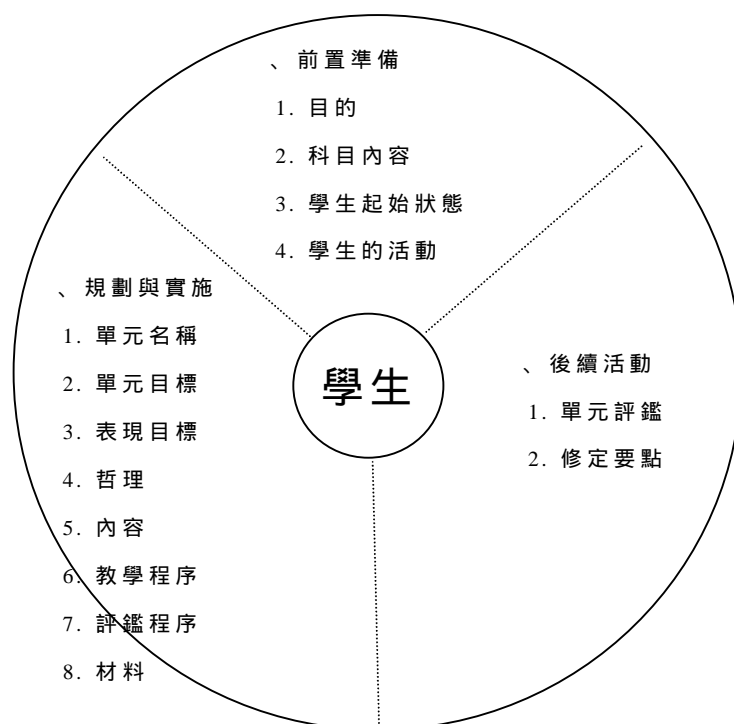 、前置準備
1. 目的
2. 科目內容
3. 學生起始狀態
4. 學生的活動
、規劃與實施
1. 單元名稱
2. 單元目標
3. 表現目標
4. 哲理
5. 內容
6. 教學程序
7. 評鑑程序
8. 材料
學生
、後續活動
1. 單元評鑑
2. 修定要點